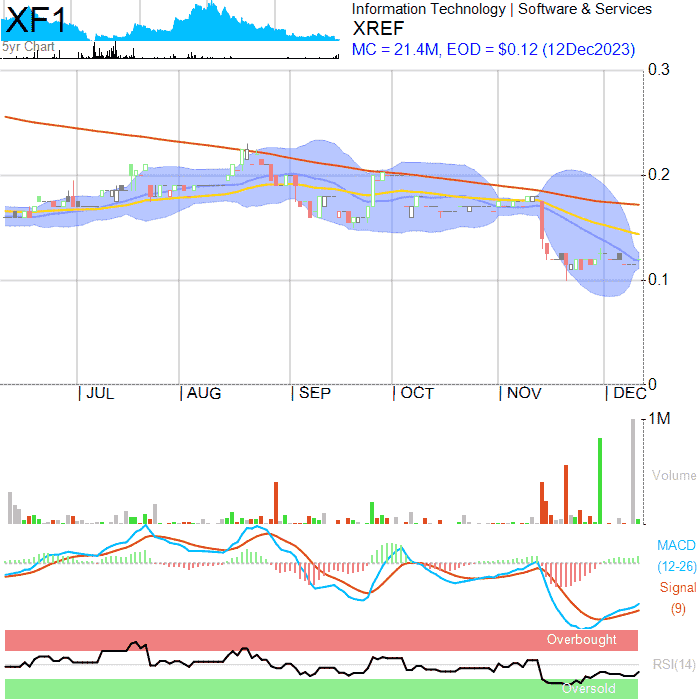 XF1
5yr Chart
Information Technology | Software & Services
XREF
MC = 21.4M, EOD = $0.12 (12Dec2023)
0.3
0.2
0.1
0
| JUL | AUG | SEP | OCT | NOV | DEC
1M
Volume
MACD
(12-26)
Signal
(9)
Overbought
RSI(14)
Oversold